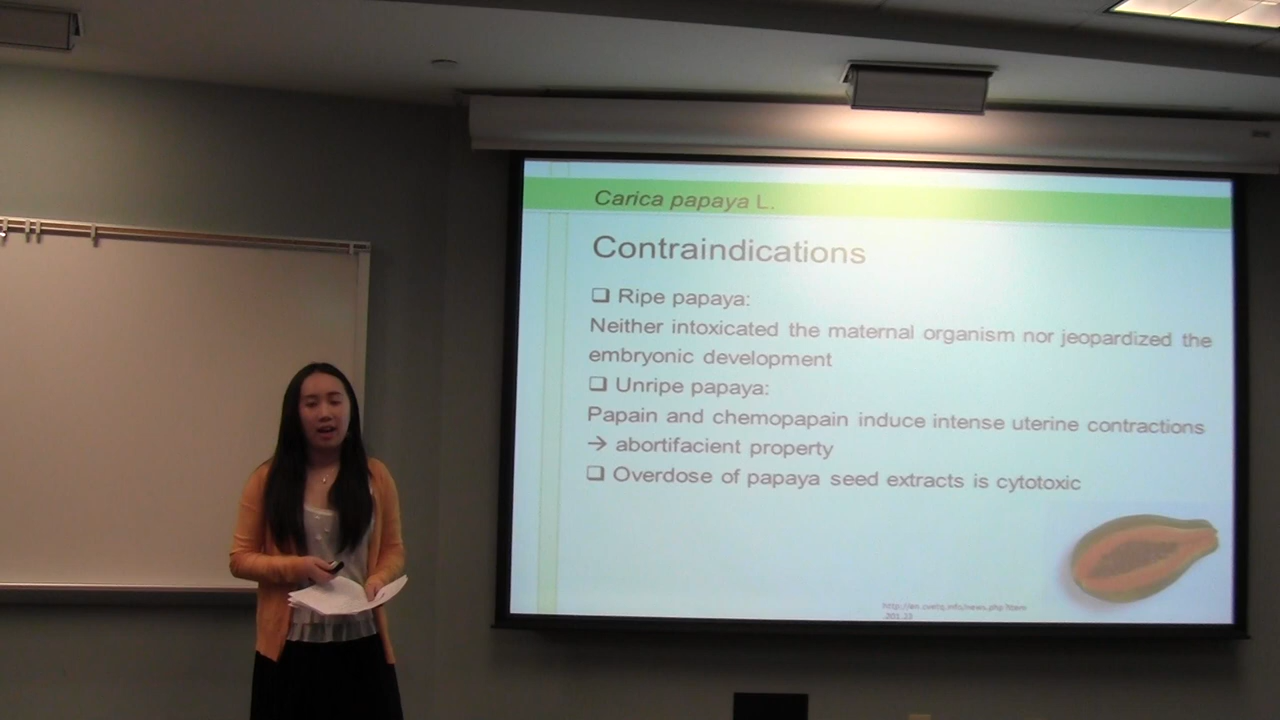 Carica papaya L.
Contraindications
❑ Ripe papaya:
Neither intoxicated the maternal organism nor jeopardized the
embryonic development
❑ Unripe papaya:
Papain and chemopapain induce intense uterine contractions
→ abortifacient property
❑ Overdose of papaya seed extracts is cytotoxic